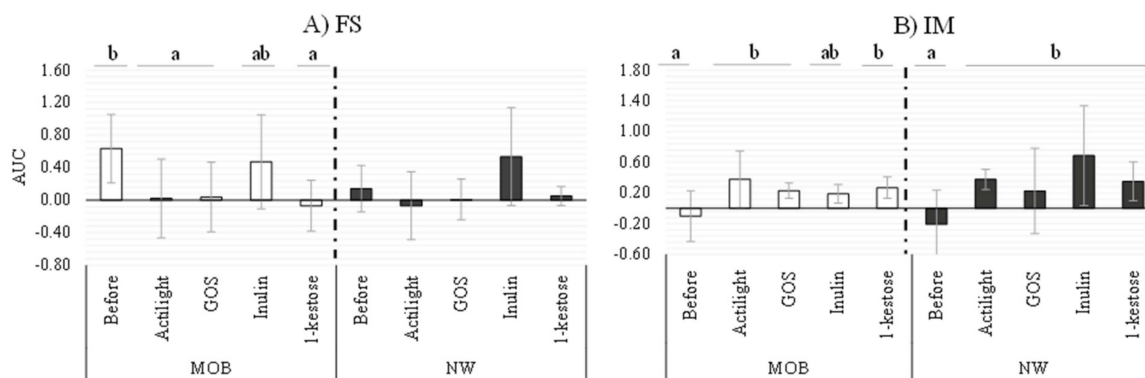 A) FS
b a ab a
1.60
1.20
0.80
0.40
0.00
-0.40
-0.80
AUC
Before
Actilight
GOS
Inulin
1-kestose
Before
Actilight
GOS
Inulin
1-kestose
MOB NW
B) IM
a b ab b a b
1.80
1.40
1.00
0.60
0.20
-0.20
-0.60
Before
Actilight
GOS
Inulin
1-kestose
Before
Actilight
GOS
Inulin
1-kestose
MOB NW